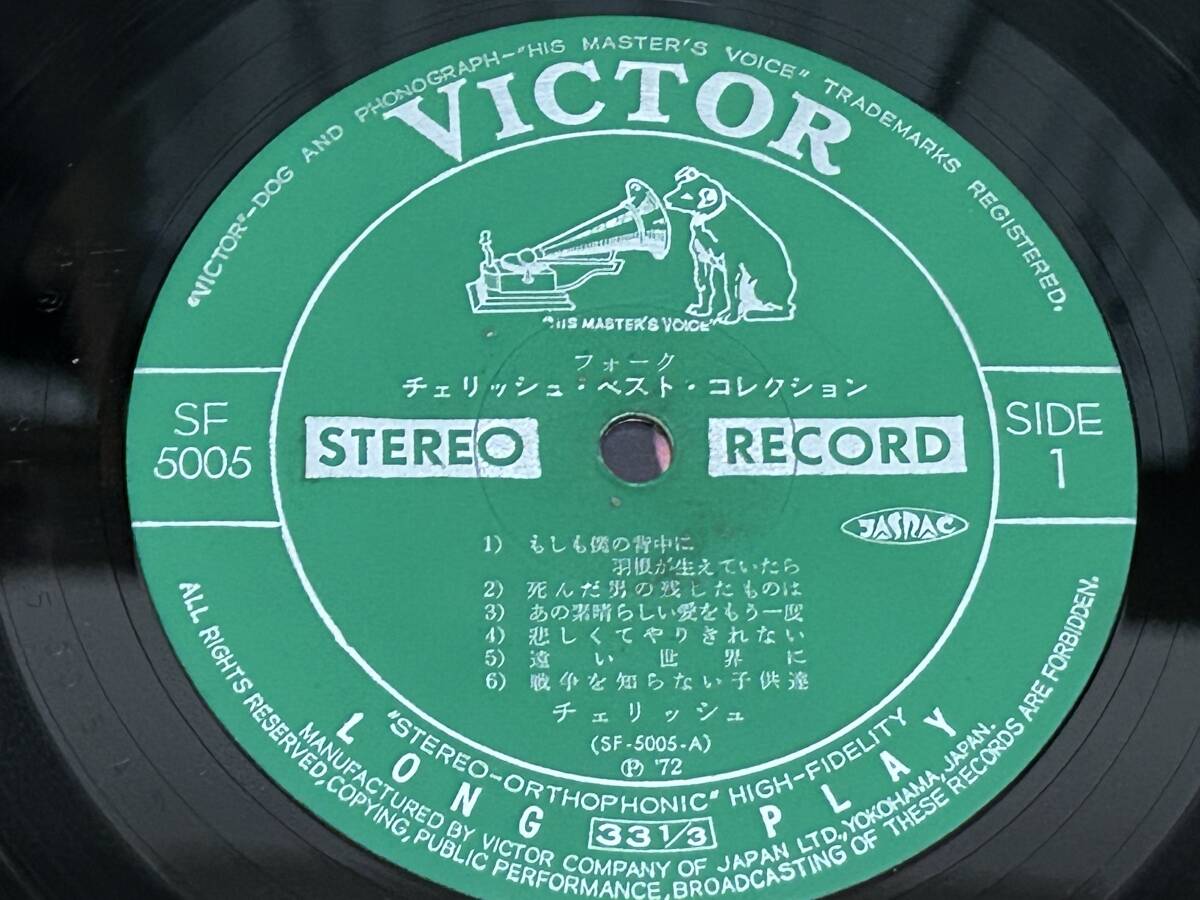 "VICTOR"-DOG AND PHONOGRAPH-"HIS MASTER'S VOICE" TRADEMARKS REGISTERED.
VICTOR
"HIS MASTER'S VOICE"
フォーク
チェリッシュ・ベスト・コレクション
SF
5005
STEREO RECORD
SIDE
1
JASRAC
1) もしも僕の背中に
羽根が生えていたら
2) 死んだ男の残したものは
3) あの素晴らしい愛をもう一度
4) 悲しくてやりきれない
5) 遠い世界に
6) 戦争を知らない子供達
チェリッシュ
(SF-5005-A)
Ⓟ '72
"STEREO-ORTHOPHONIC" HIGH-FIDELITY
LONG 33 1/3 PLAY
MANUFACTURED BY VICTOR COMPANY OF JAPAN LTD., YOKOHAMA, JAPAN.
ALL RIGHTS RESERVED, COPYING, PUBLIC PERFORMANCE, BROADCASTING OF THESE RECORDS ARE FORBIDDEN.